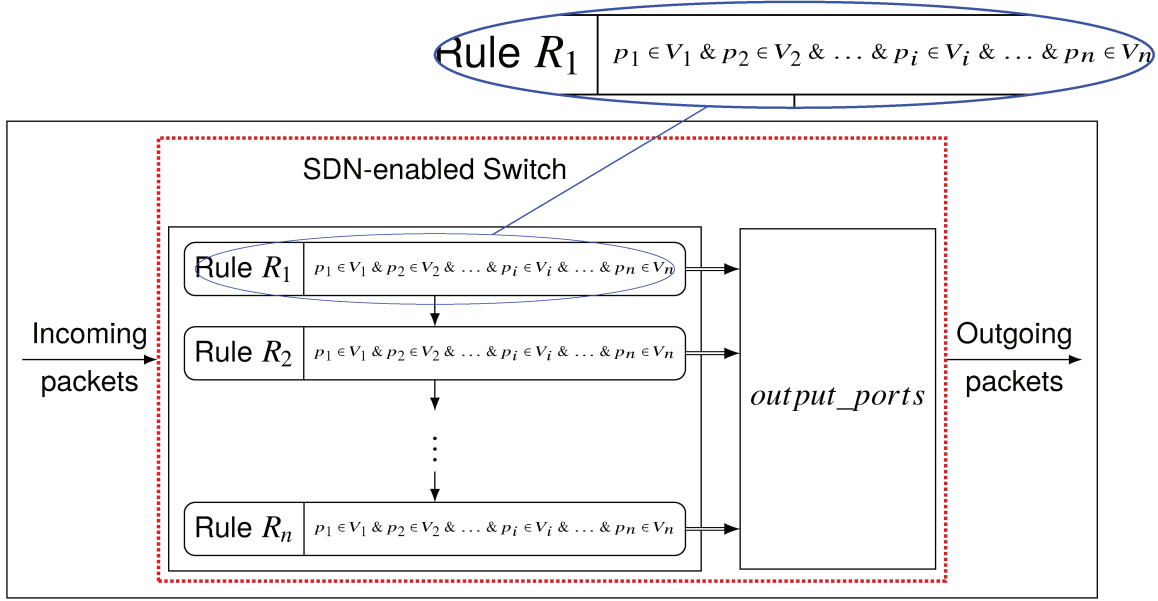 Rule R₁ p₁ ∈ V₁ & p₂ ∈ V₂ & … & pᵢ ∈ Vᵢ & … & pₙ ∈ Vₙ
SDN-enabled Switch
Rule R₁ p₁ ∈ V₁ & p₂ ∈ V₂ & … & pᵢ ∈ Vᵢ & … & pₙ ∈ Vₙ
Incoming
packets
Rule R₂ p₁ ∈ V₁ & p₂ ∈ V₂ & … & pᵢ ∈ Vᵢ & … & pₙ ∈ Vₙ
⋮
Rule Rₙ p₁ ∈ V₁ & p₂ ∈ V₂ & … & pᵢ ∈ Vᵢ & … & pₙ ∈ Vₙ
output_ports
Outgoing
packets